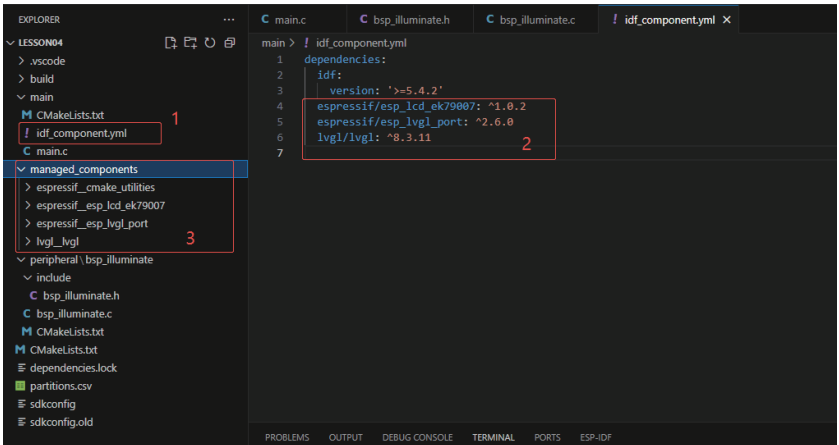 EXPLORER
LESSON04
.vscode
build
main
CMakeLists.txt
1
idf_component.yml
main.c
managed_components
espressif__cmake_utilities
espressif__esp_lcd_ek79007
espressif__esp_lvgl_port
lvgl__lvgl
3
peripheral\bsp_illuminate
include
bsp_illuminate.h
bsp_illuminate.c
CMakeLists.txt
CMakeLists.txt
dependencies.lock
partitions.csv
sdkconfig
sdkconfig.old
main.c bsp_illuminate.h bsp_illuminate.c idf_component.yml
main > ! idf_component.yml
1 dependencies:
2 idf:
3 version: '>=5.4.2'
4 espressif/esp_lcd_ek79007: ^1.0.2
5 espressif/esp_lvgl_port: ^2.6.0
6 lvgl/lvgl: ^8.3.11
2
7
PROBLEMS OUTPUT DEBUG CONSOLE TERMINAL PORTS ESP-IDF